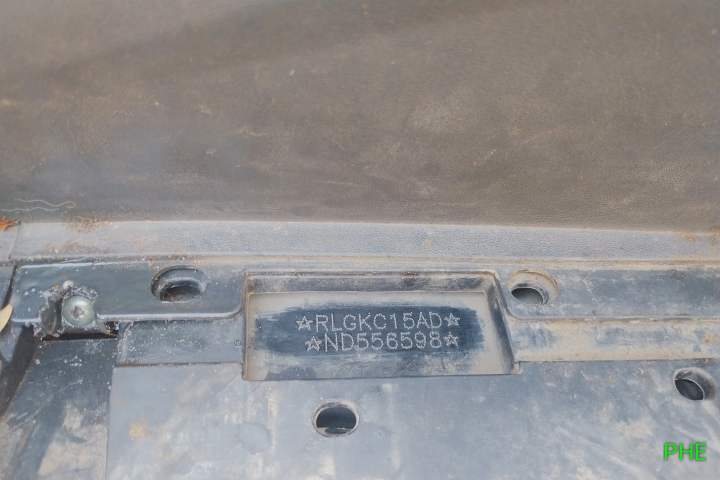 ☆RLGKC15AD☆
☆ND556598☆
PHE